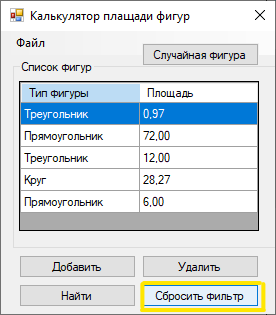 Калькулятор площади фигур
Файл
Случайная фигура
Список фигур
Тип фигуры Площадь
Треугольник 0,97
Прямоугольник 72,00
Треугольник 12,00
Круг 28,27
Прямоугольник 6,00
Добавить Удалить
Найти Сбросить фильтр